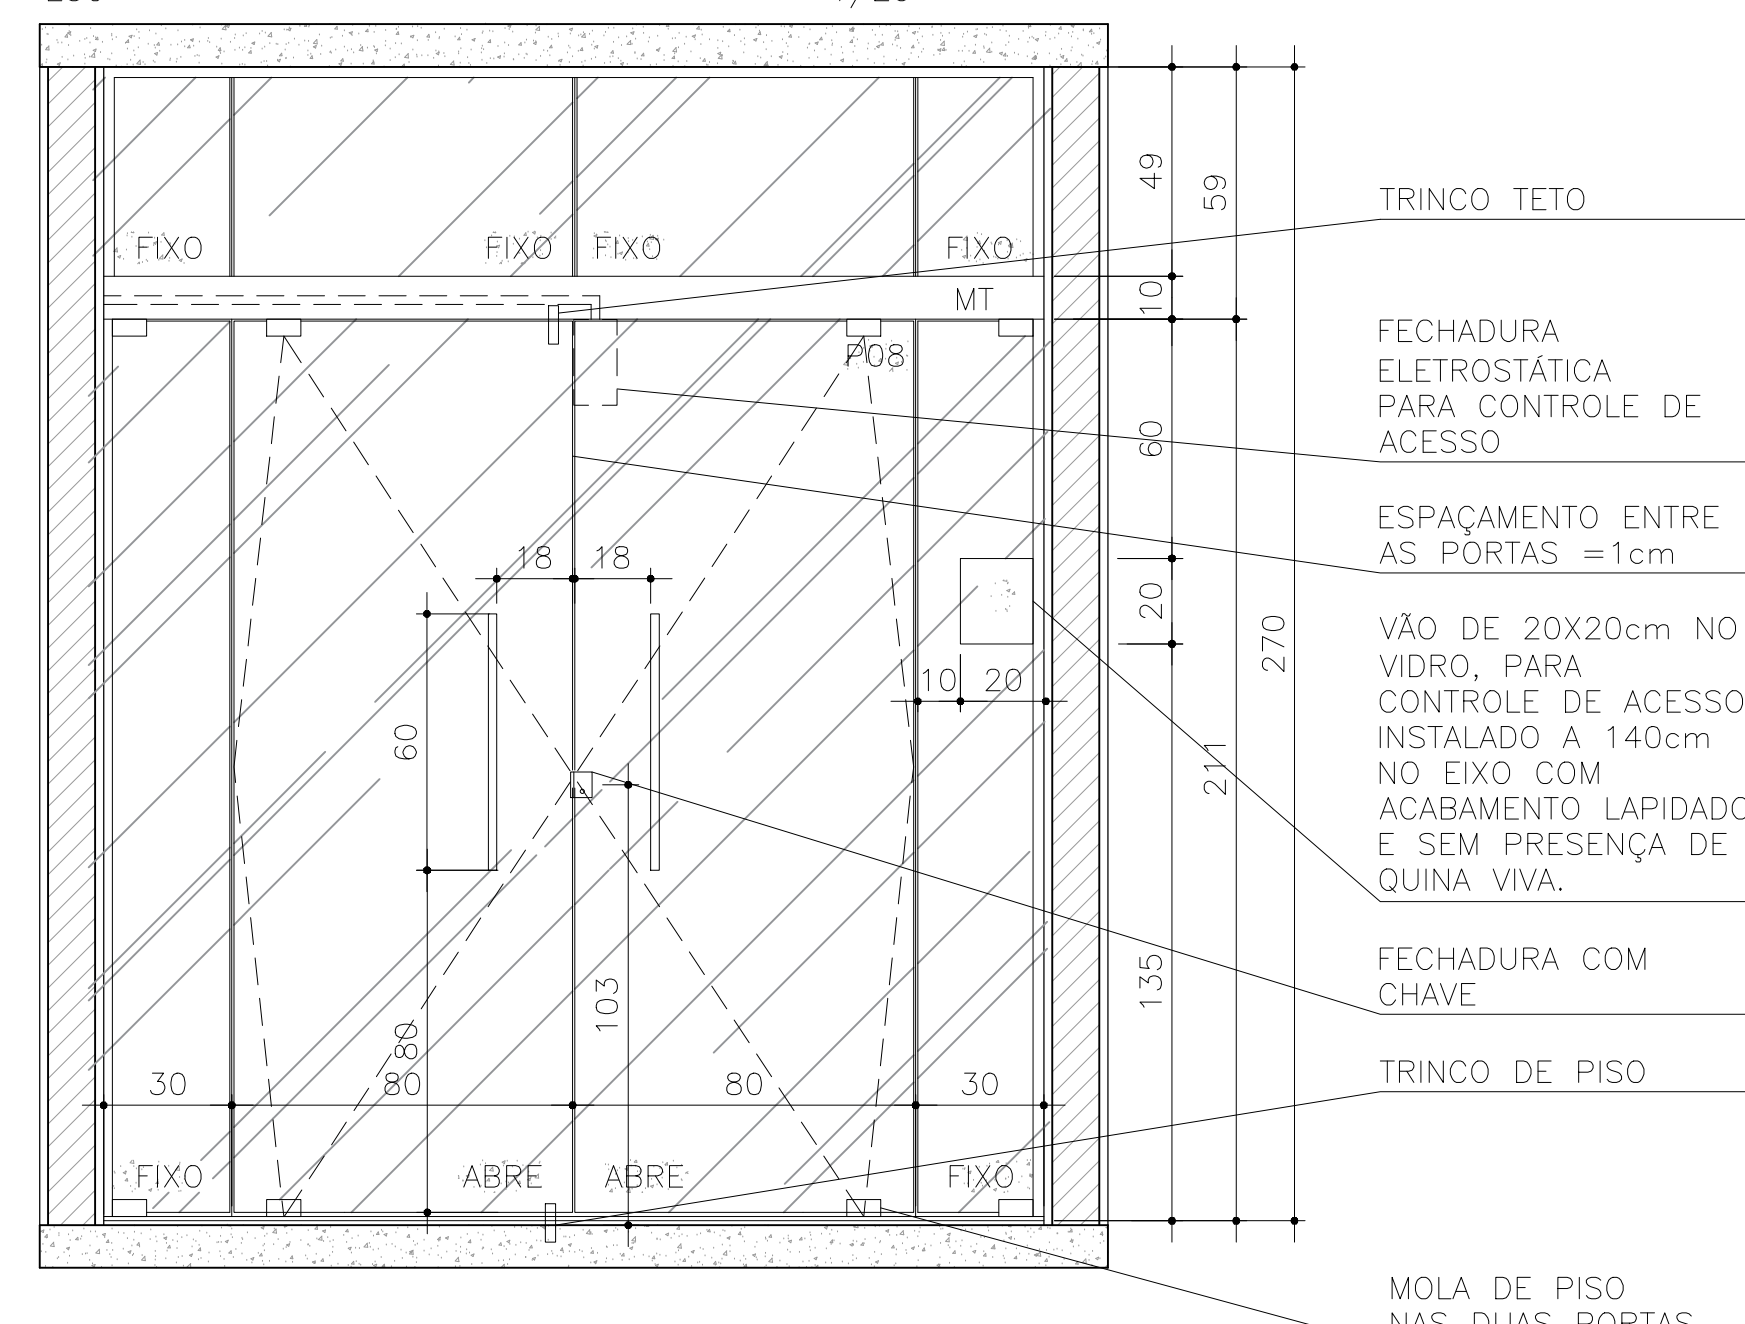 FIXO
FIXO
FIXO
FIXO
MT
P08
18
18
60
80
103
10
20
30
80
80
30
FIXO
ABRE
ABRE
FIXO
49
59
10
60
20
270
211
135
TRINCO TETO
FECHADURA
ELETROSTÁTICA
PARA CONTROLE DE
ACESSO
ESPAÇAMENTO ENTRE
AS PORTAS =1cm
VÃO DE 20X20cm NO
VIDRO, PARA
CONTROLE DE ACESSO
INSTALADO A 140cm
NO EIXO COM
ACABAMENTO LAPIDADO
E SEM PRESENÇA DE
QUINA VIVA.
FECHADURA COM
CHAVE
TRINCO DE PISO
MOLA DE PISO
NAS DUAS PORTAS